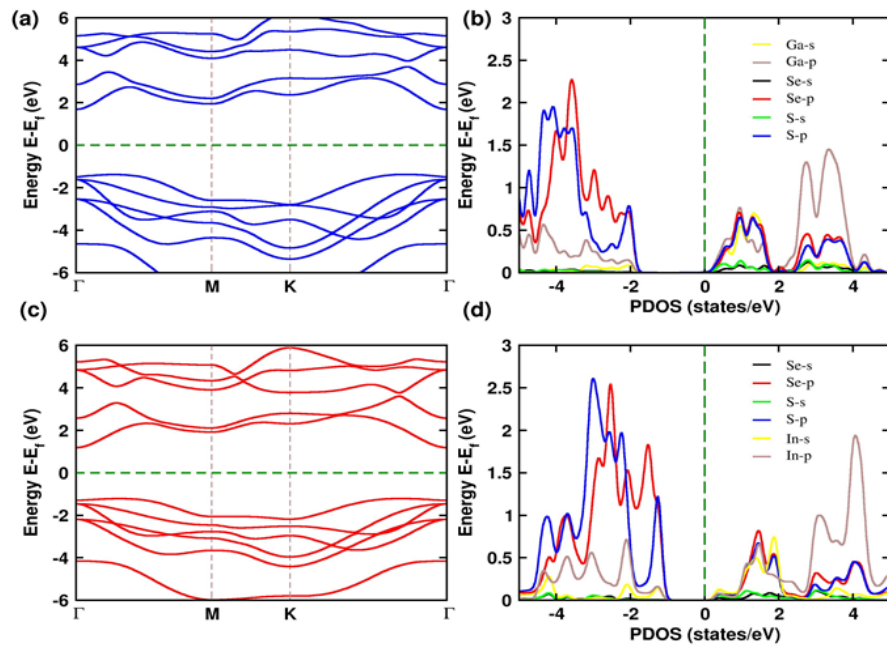 (a)
Energy E-E_f (eV)
6
4
2
0
-2
-4
-6
Γ M K Γ
(b)
3
2.5
2
1.5
1
0.5
0
Ga-s
Ga-p
Se-s
Se-p
S-s
S-p
-4 -2 0 2 4
PDOS (states/eV)
(c)
Energy E-E_f (eV)
6
4
2
0
-2
-4
-6
Γ M K Γ
(d)
3
2.5
2
1.5
1
0.5
0
Se-s
Se-p
S-s
S-p
In-s
In-p
-4 -2 0 2 4
PDOS (states/eV)